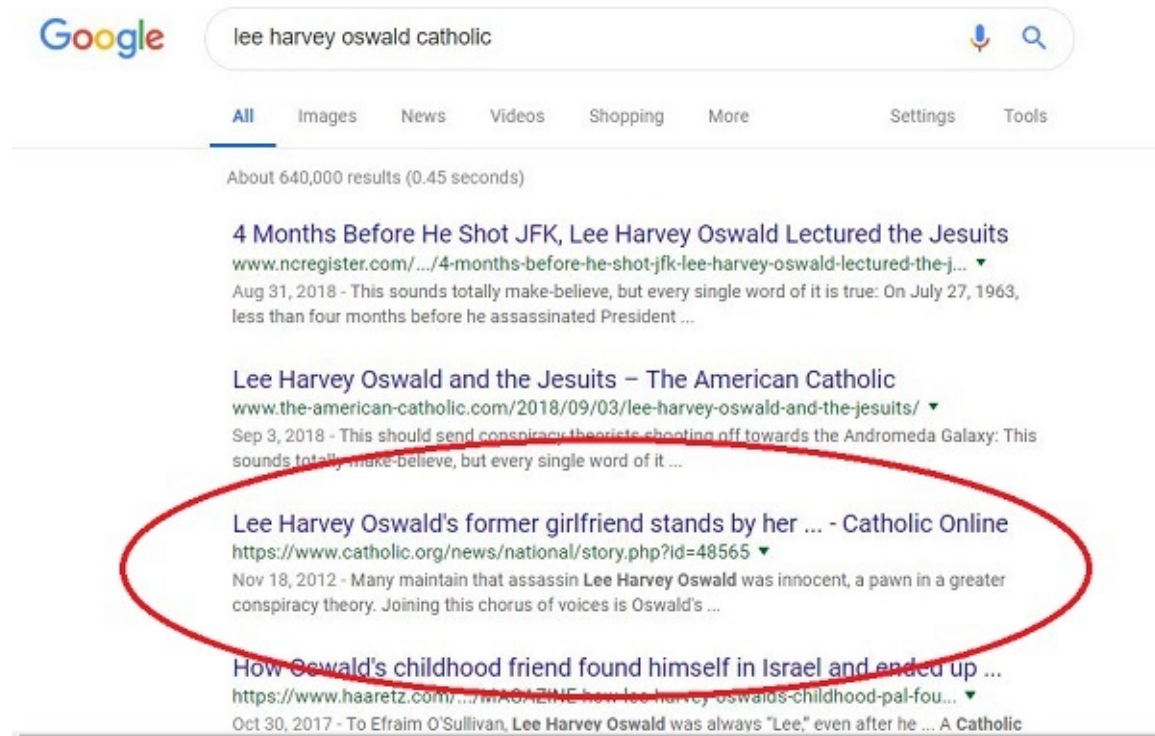 Google
lee harvey oswald catholic
All Images News Videos Shopping More Settings Tools
About 640,000 results (0.45 seconds)
4 Months Before He Shot JFK, Lee Harvey Oswald Lectured the Jesuits
www.ncregister.com/.../4-months-before-he-shot-jfk-lee-harvey-oswald-lectured-the-j... ▼
Aug 31, 2018 - This sounds totally make-believe, but every single word of it is true: On July 27, 1963,
less than four months before he assassinated President ...
Lee Harvey Oswald and the Jesuits – The American Catholic
www.the-american-catholic.com/2018/09/03/lee-harvey-oswald-and-the-jesuits/ ▼
Sep 3, 2018 - This should send conspiracy theorists shooting off towards the Andromeda Galaxy: This
sounds totally make-believe, but every single word of it ...
Lee Harvey Oswald's former girlfriend stands by her ... - Catholic Online
https://www.catholic.org/news/national/story.php?id=48565 ▼
Nov 18, 2012 - Many maintain that assassin Lee Harvey Oswald was innocent, a pawn in a greater
conspiracy theory. Joining this chorus of voices is Oswald's ...
How Oswald's childhood friend found himself in Israel and ended up ...
https://www.haaretz.com/.../MAGAZINE-how-lee-harvey-oswalds-childhood-pal-fou... ▼
Oct 30, 2017 - To Efraim O'Sullivan, Lee Harvey Oswald was always "Lee," even after he ... A Catholic